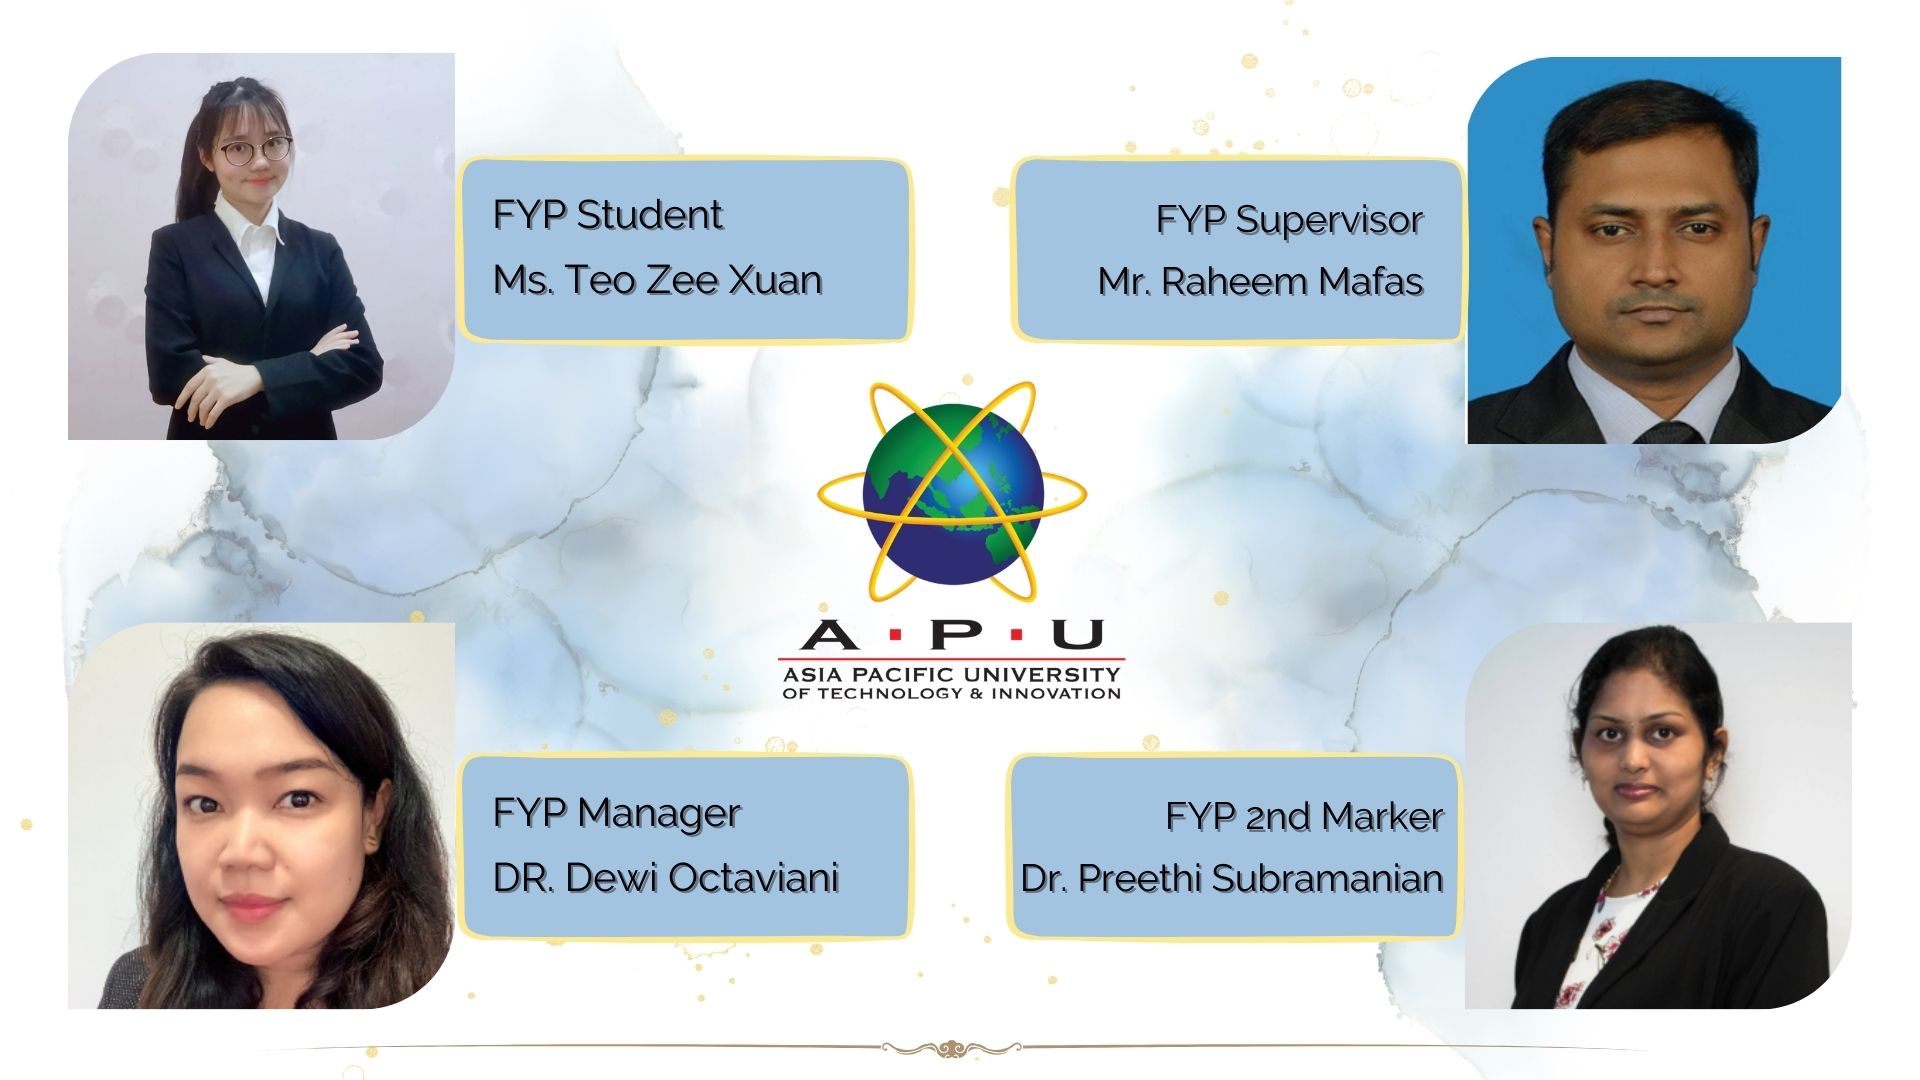 FYP Student
Ms. Teo Zee Xuan
FYP Supervisor
Mr. Raheem Mafas
A·P·U
ASIA PACIFIC UNIVERSITY
OF TECHNOLOGY & INNOVATION
FYP Manager
DR. Dewi Octaviani
FYP 2nd Marker
Dr. Preethi Subramanian